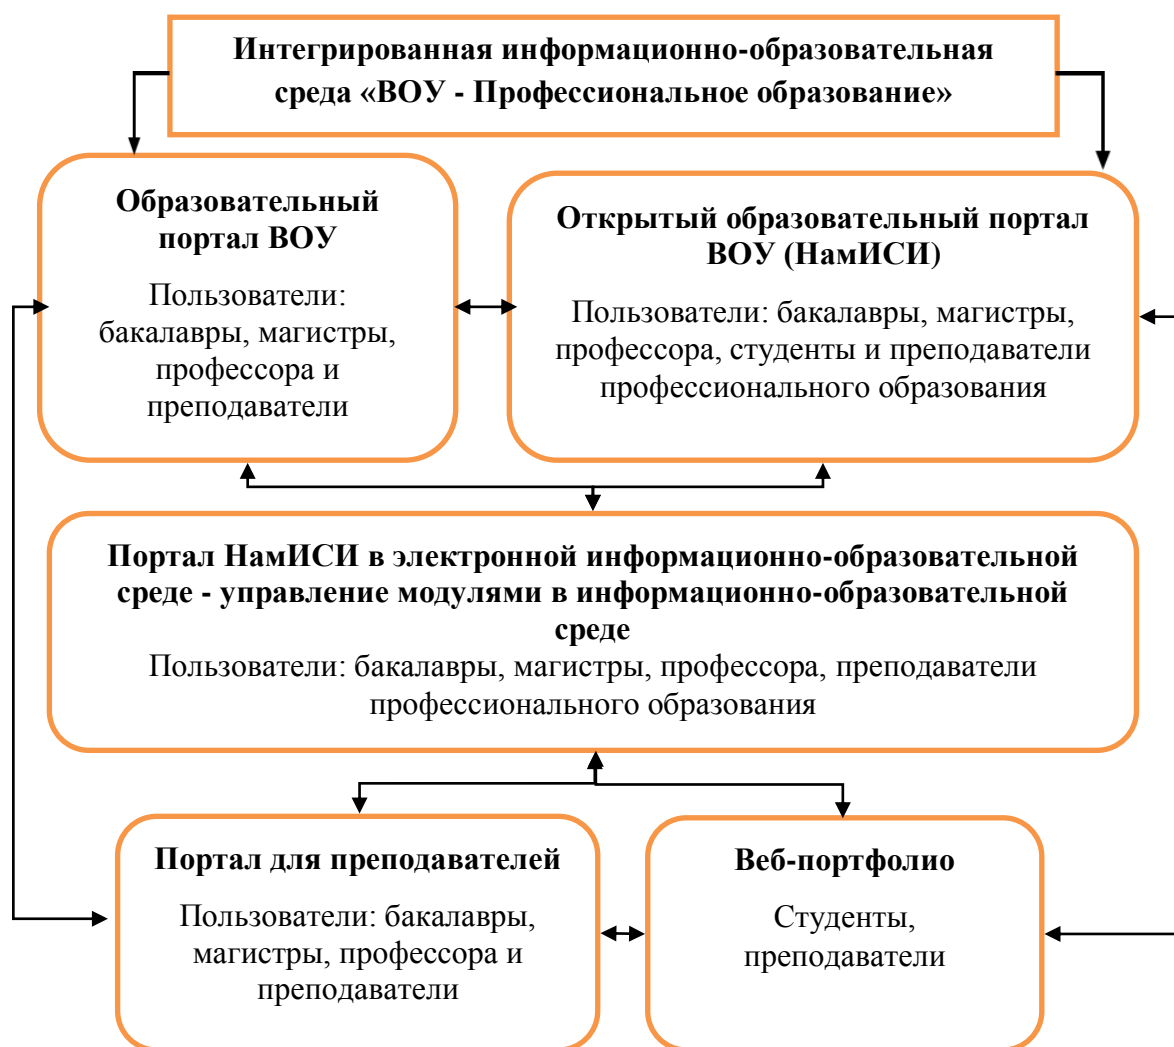 Интегрированная информационно-образовательная
среда «ВОУ - Профессиональное образование»
Образовательный
портал ВОУ
Пользователи:
бакалавры, магистры,
профессора и
преподаватели
Открытый образовательный портал
ВОУ (НамИСИ)
Пользователи: бакалавры, магистры,
профессора, студенты и преподаватели
профессионального образования
Портал НамИСИ в электронной информационно-образовательной
среде - управление модулями в информационно-образовательной
среде
Пользователи: бакалавры, магистры, профессора, преподаватели
профессионального образования
Портал для преподавателей
Пользователи: бакалавры,
магистры, профессора и
преподаватели
Веб-портфолио
Студенты,
преподаватели